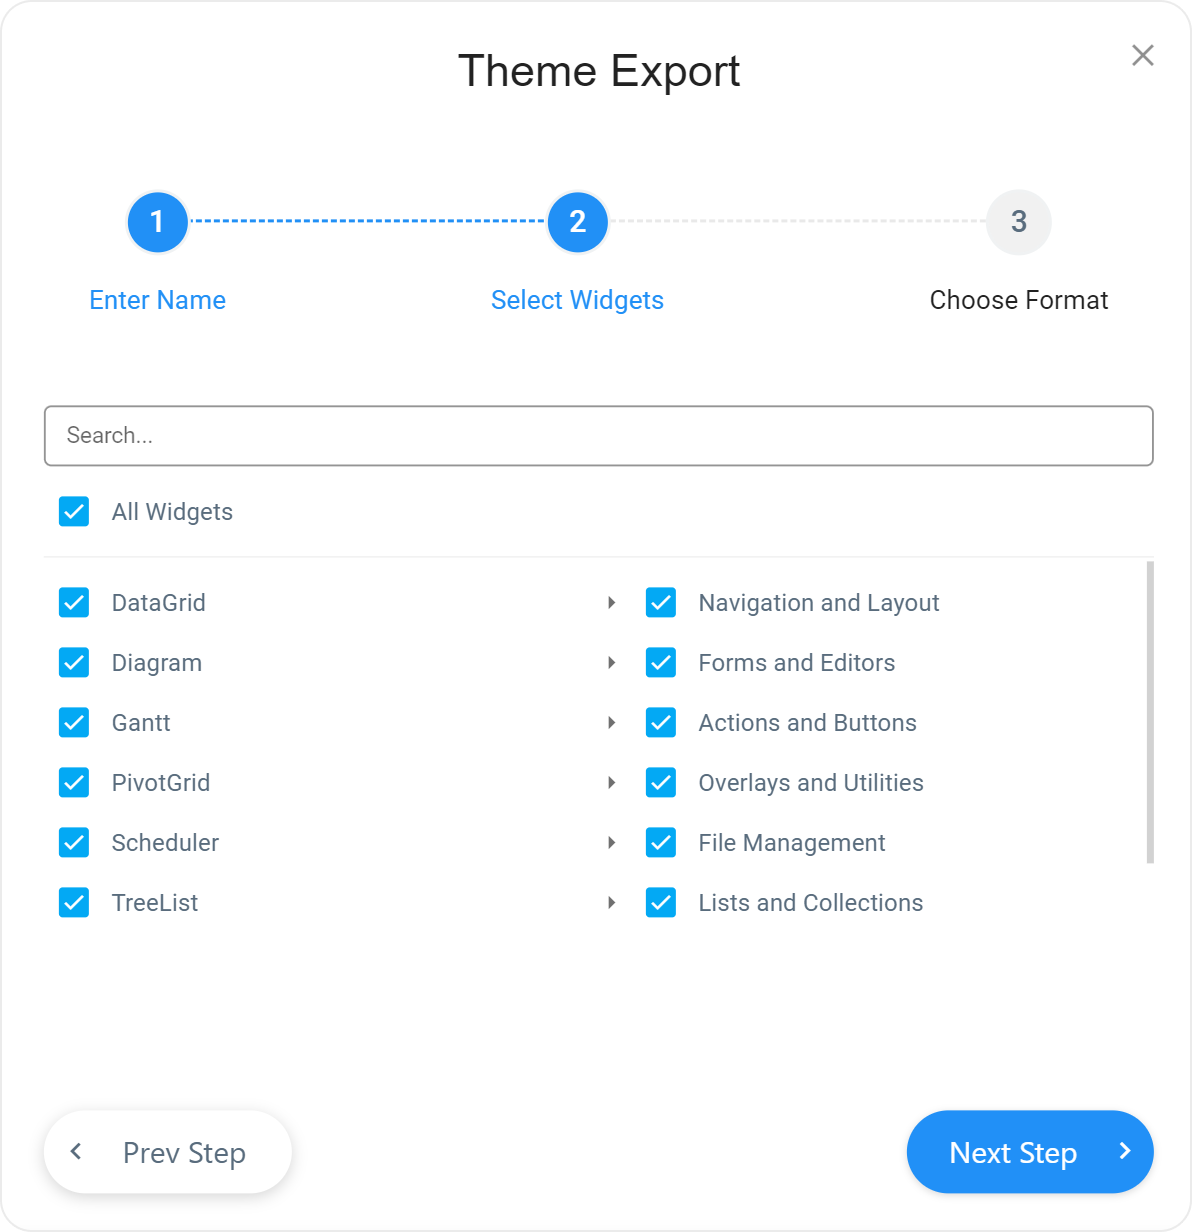 Theme Export
1
2
3
Enter Name
Select Widgets
Choose Format
Search...
All Widgets
DataGrid
Navigation and Layout
Diagram
Forms and Editors
Gantt
Actions and Buttons
PivotGrid
Overlays and Utilities
Scheduler
File Management
TreeList
Lists and Collections
Prev Step
Next Step